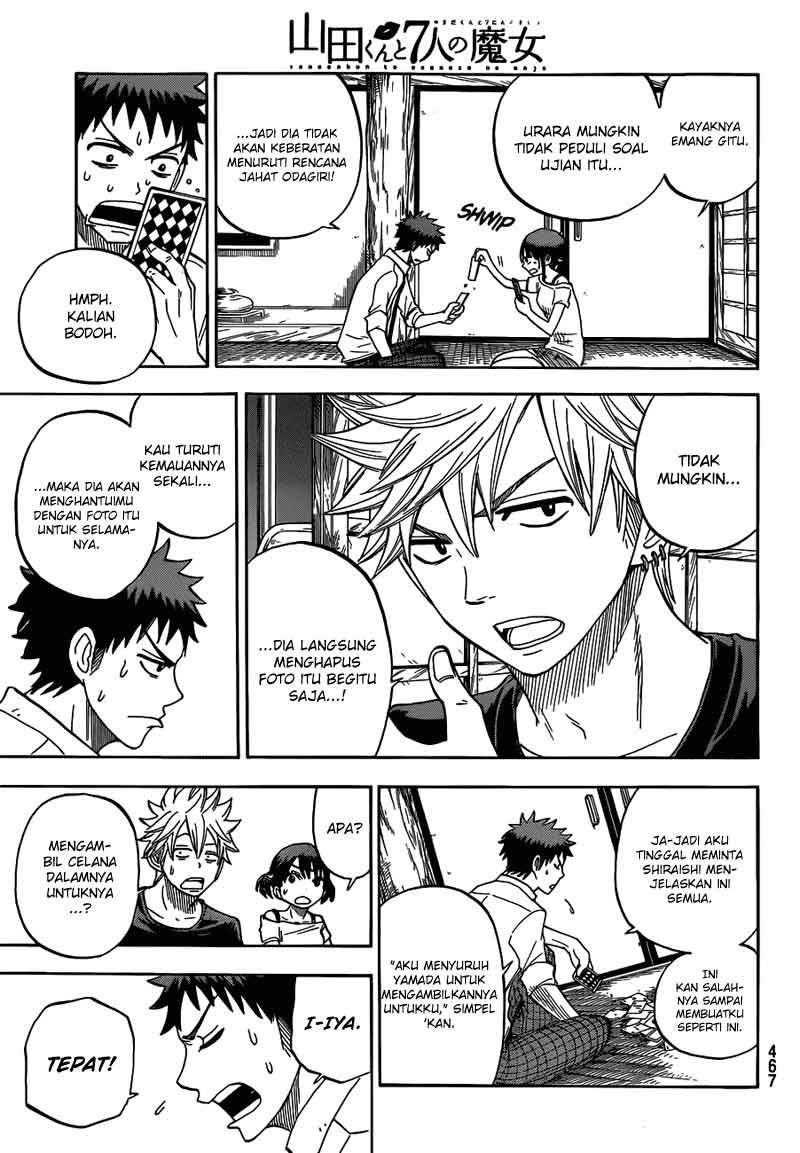 山田くんと7人の魔女
KAYAKNYA
EMANG GITU.
URARA MUNGKIN
TIDAK PEDULI SOAL
UJIAN ITU...
SHWIP
...JADI DIA TIDAK
AKAN KEBERATAN
MENURUTI RENCANA
JAHAT ODAGIRI!
HMPH.
KALIAN
BODOH.
TIDAK
MUNGKIN...
...DIA LANGSUNG
MENGHAPUS
FOTO ITU BEGITU
SAJA...!
KAU TURUTI
KEMAUANNYA
SEKALI...
...MAKA DIA AKAN
MENGHANTUIMU
DENGAN FOTO ITU
UNTUK SELAMA-
NYA.
JA-JADI AKU
TINGGAL MEMINTA
SHIRAISHI MEN-
JELASKAN INI
SEMUA.
INI
KAN SALAH-
NYA SAMPAI
MEMBUATKU
SEPERTI INI.
"AKU MENYURUH
YAMADA UNTUK
MENGAMBILKANNYA
UNTUKKU," SIMPEL
'KAN.
APA?
MENGAM-
BIL CELANA
DALAMNYA
UNTUKNYA
...?
I-IYA.
TEPAT!
467